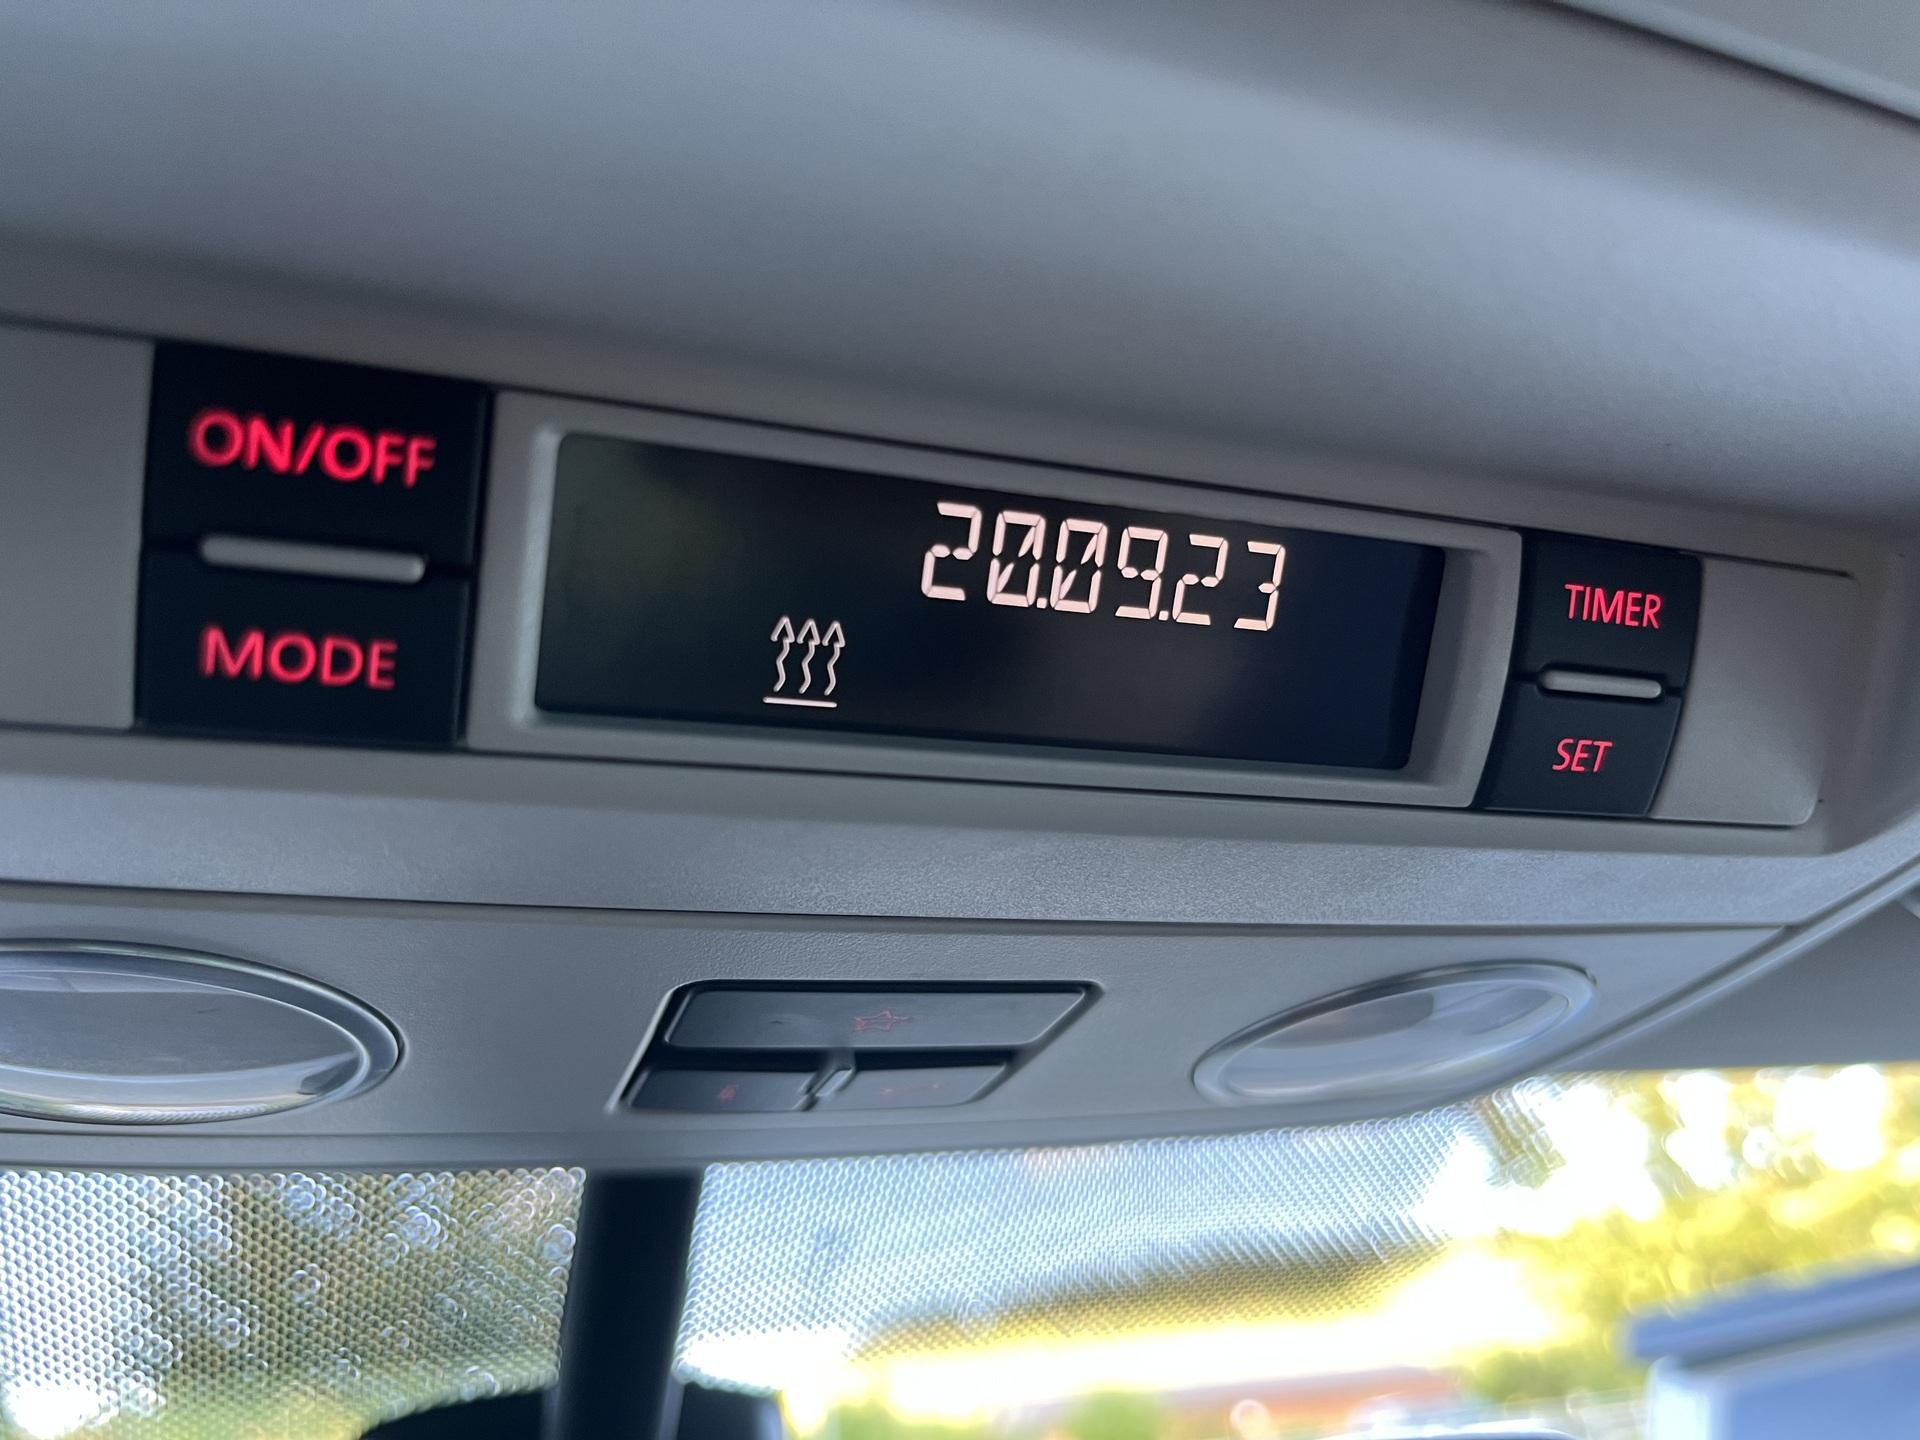 ON/OFF
MODE
20.09.23
TIMER
SET